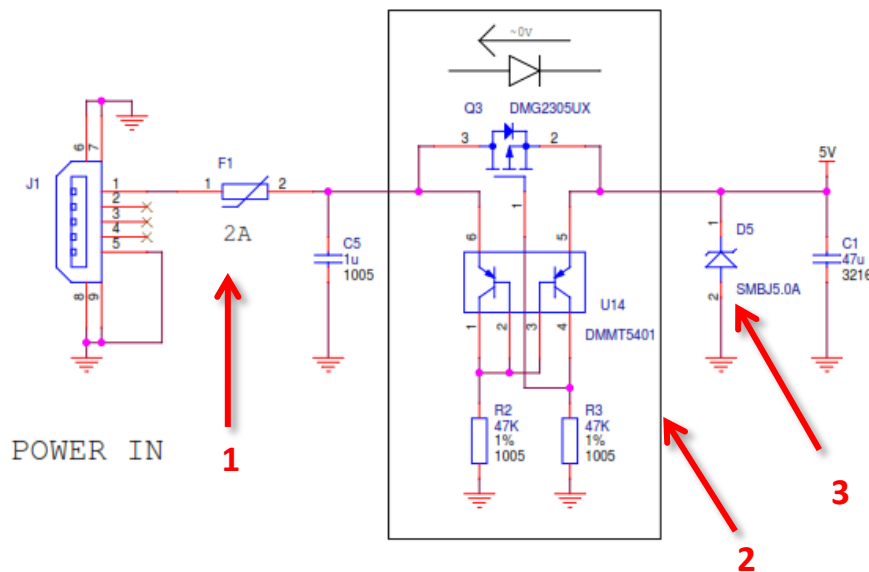 ~0V
Q3 DMG2305UX
3 2
6 7
F1
5V
J1
1 1 2
2
3
4
5
2A
1
6 5
1
D5
C5
1u
1005
C1
47u
3216
2
SMBJ5.0A
U14
DMMT5401
8 9
1 2 3 4
R2
47K
1%
1005
R3
47K
1%
1005
POWER IN
1
3
2